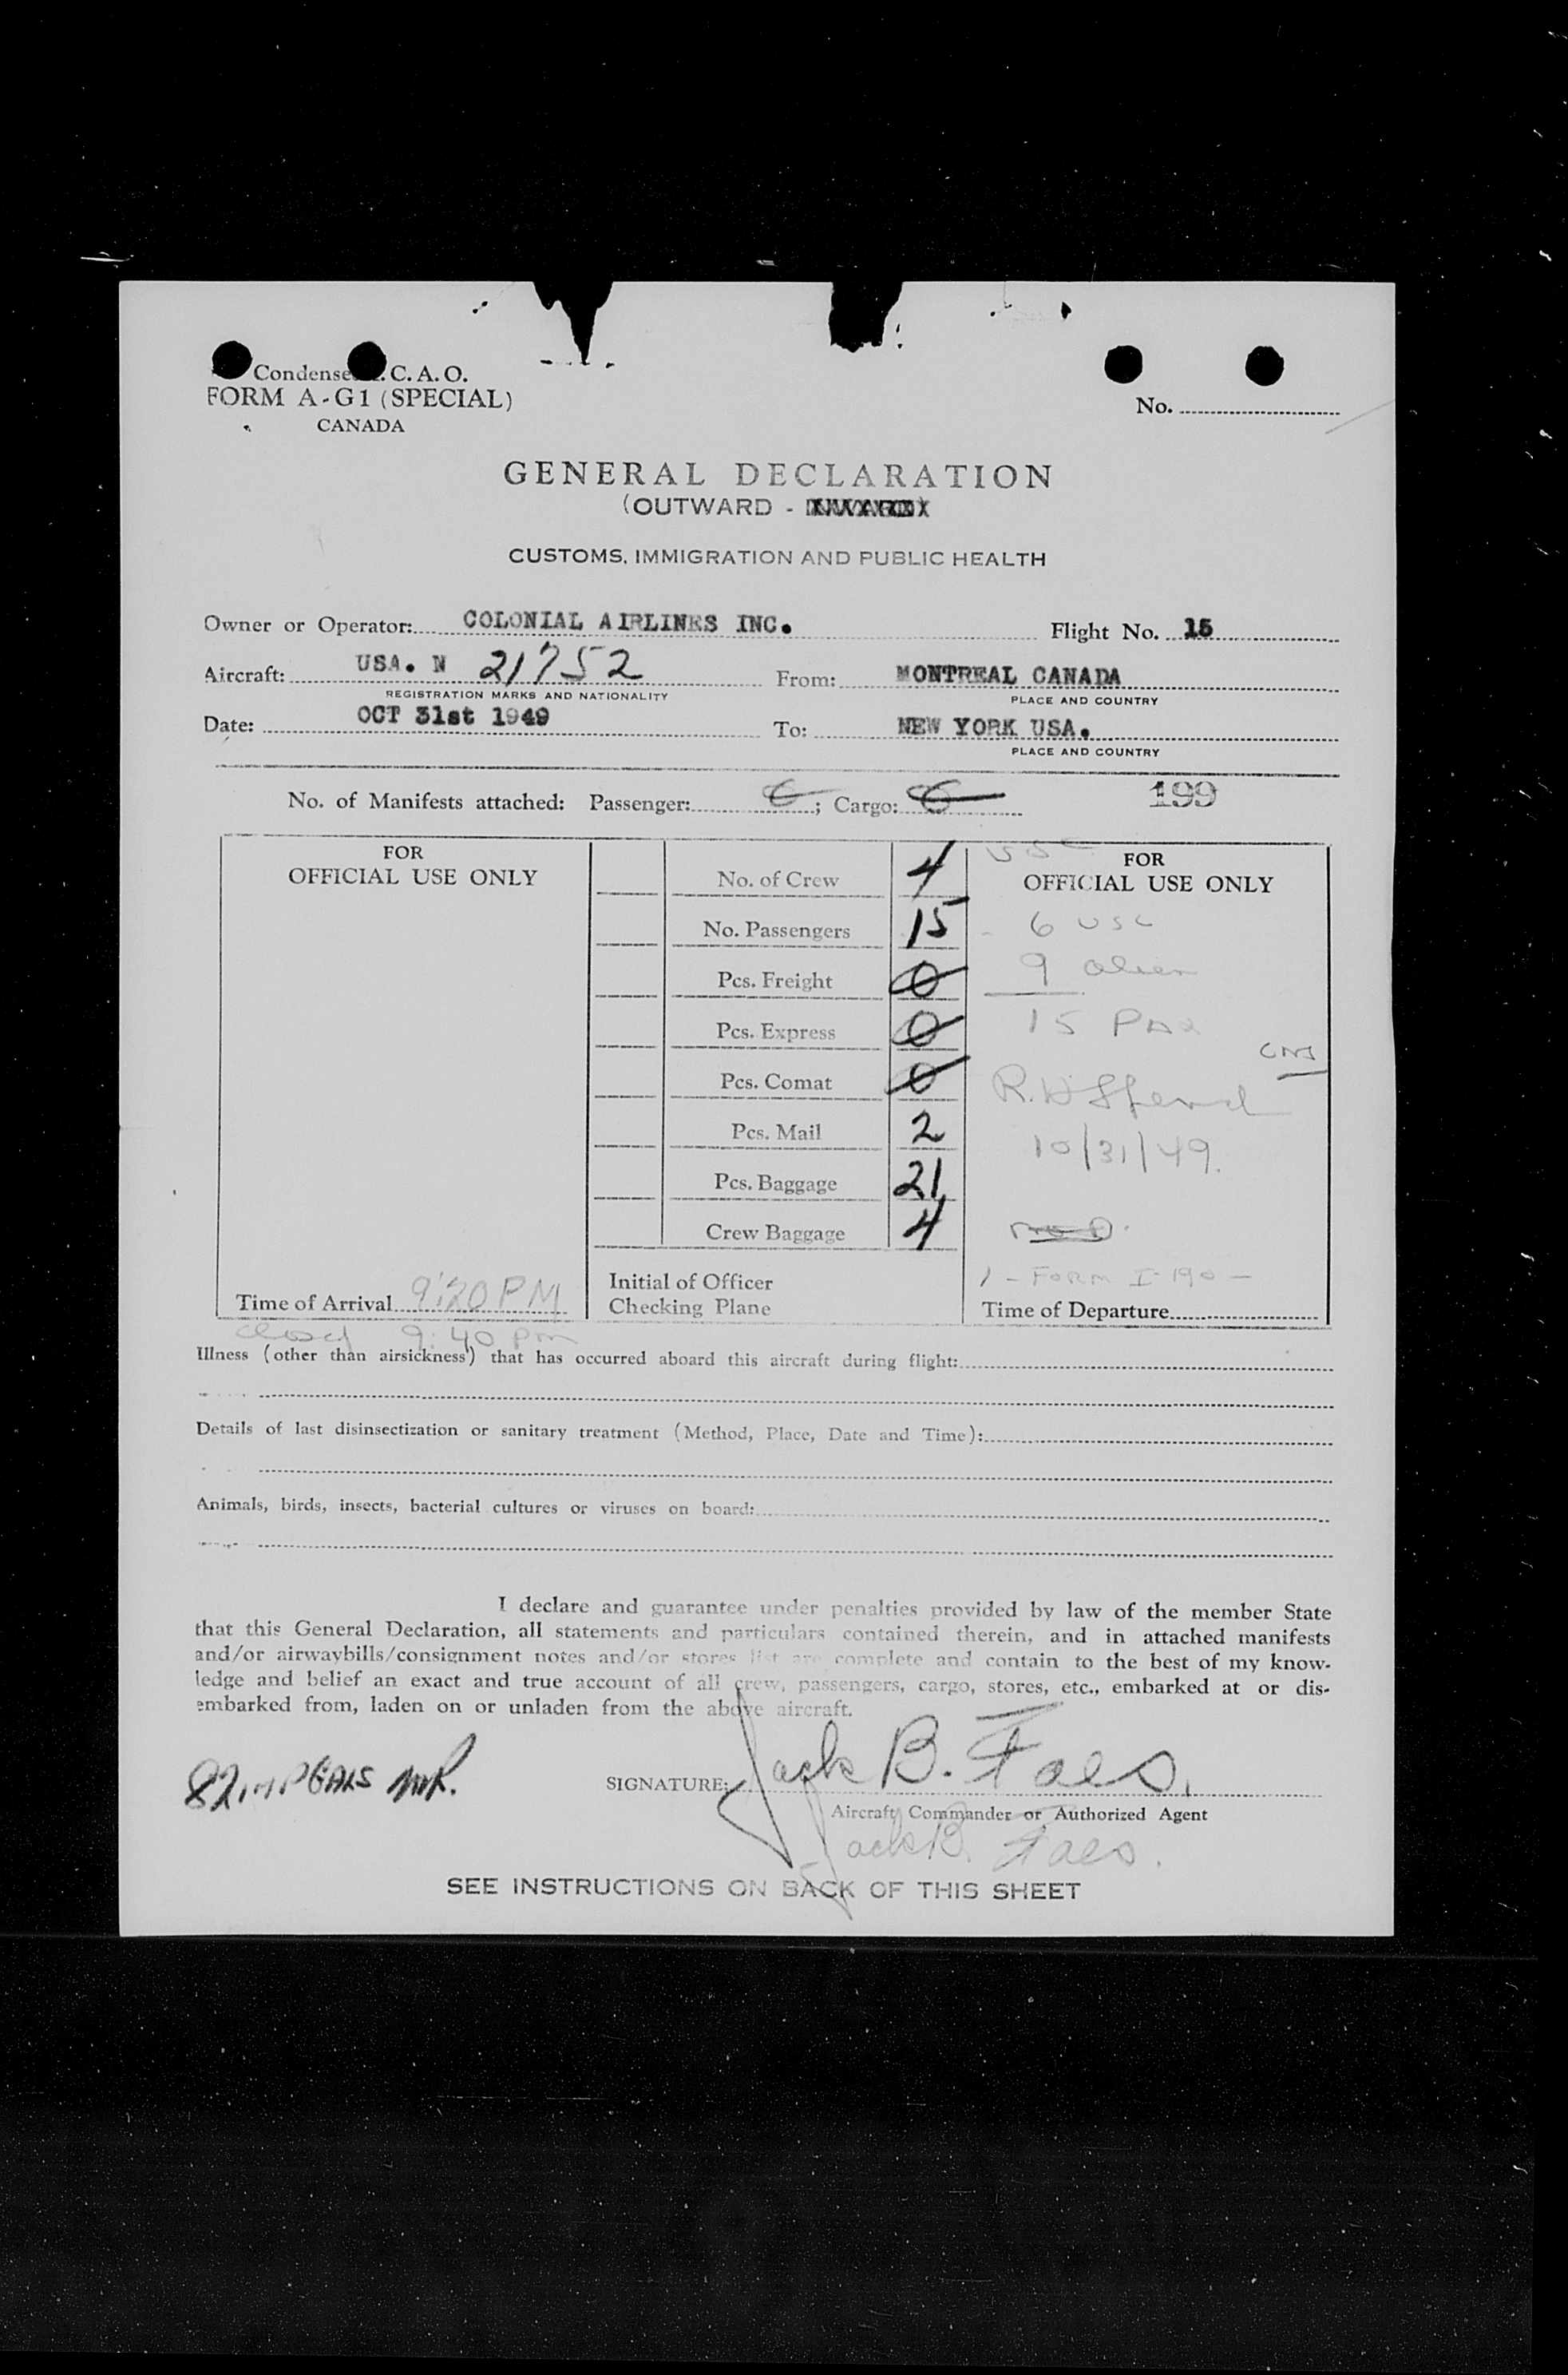 Condense . C. A. O.
FORM A-G1 (SPECIAL)
CANADA
No.
GENERAL DECLARATION
(OUTWARD -
CUSTOMS, IMMIGRATION AND PUBLIC HEALTH
Owner or Operator: COLONIAL AIRLINES INC. Flight No. 15
Aircraft: USA. N 21752 From: MONTREAL CANADA
REGISTRATION MARKS AND NATIONALITY PLACE AND COUNTRY
Date: OCT 31st 1949 To: NEW YORK USA.
PLACE AND COUNTRY
No. of Manifests attached: Passenger: ; Cargo: 199
FOR
OFFICIAL USE ONLY
Time of Arrival 9:20 PM
closed 9:40 pm
No. of Crew 4
No. Passengers 15
Pcs. Freight 0
Pcs. Express 0
Pcs. Comat 0
Pcs. Mail 2
Pcs. Baggage 21
Crew Baggage 4
Initial of Officer
Checking Plane
USC
FOR
OFFICIAL USE ONLY
6 USC
9 alien
15 Pax
10/31/49.
1 - FORM I-190 -
Time of Departure
Illness (other than airsickness) that has occurred aboard this aircraft during flight:
Details of last disinsectization or sanitary treatment (Method, Place, Date and Time):
Animals, birds, insects, bacterial cultures or viruses on board:
I declare and guarantee under penalties provided by law of the member State
that this General Declaration, all statements and particulars contained therein, and in attached manifests
and/or airwaybills/consignment notes and/or stores list are complete and contain to the best of my know-
ledge and belief an exact and true account of all crew, passengers, cargo, stores, etc., embarked at or dis-
embarked from, laden on or unladen from the above aircraft.
SIGNATURE: Jack B. Faes.
Aircraft Commander or Authorized Agent
Jack B. Faes.
SEE INSTRUCTIONS ON BACK OF THIS SHEET